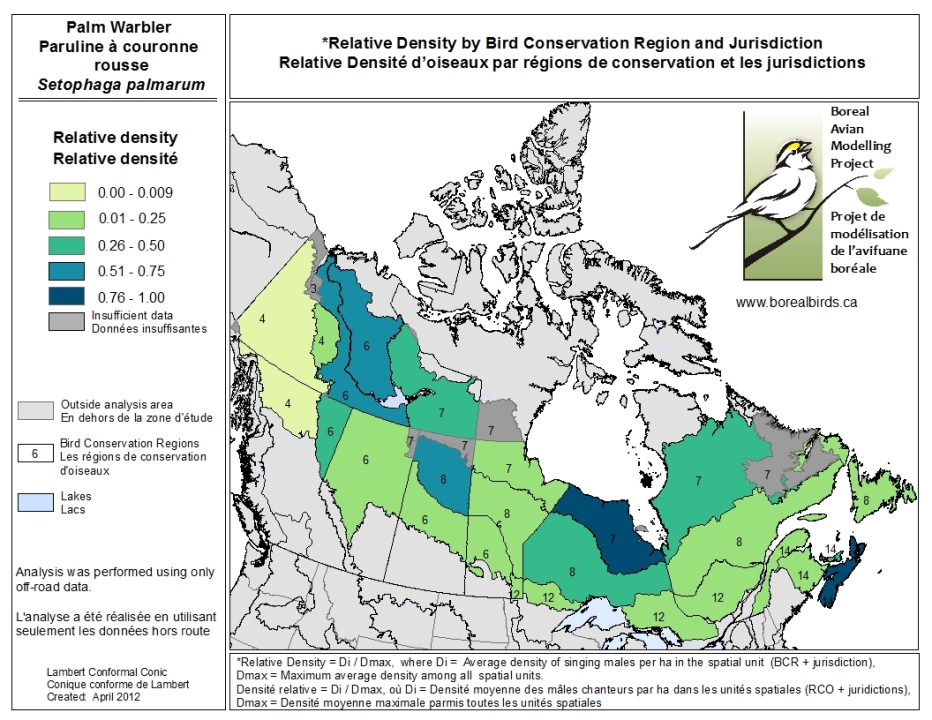 Palm Warbler
Paruline à couronne
rousse
Setophaga palmarum
*Relative Density by Bird Conservation Region and Jurisdiction
Relative Densité d'oiseaux par régions de conservation et les jurisdictions
Relative density
Relative densité
0.00 - 0.009
0.01 - 0.25
0.26 - 0.50
0.51 - 0.75
0.76 - 1.00
Insufficient data
Données insuffisantes
Outside analysis area
En dehors de la zone d'étude
6
Bird Conservation Regions
Les régions de conservation
d'oiseaux
Lakes
Lacs
Analysis was performed using only
off-road data.
L'analyse a été réalisée en utilisant
seulement les données hors route
Lambert Conformal Conic
Conique conforme de Lambert
Created: April 2012
Boreal
Avian
Modelling
Project
Projet de
modélisation
de l'avifuane
boréale
www.borealbirds.ca
3
4
4
6
6
4
6
7
7
7
7
6
8
7
6
8
6
2
12
8
7
7
7
8
8
12
12
14
14
14
*Relative Density = Di / Dmax, where Di = Average density of singing males per ha in the spatial unit (BCR + jurisdiction),
Dmax = Maximum average density among all spatial units.
Densité relative = Di / Dmax, où Di = Densité moyenne des mâles chanteurs par ha dans les unités spatiales (RCO + juridictions),
Dmax = Densité moyenne maximale parmis toutes les unités spatiales